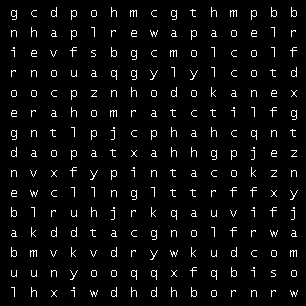 g c d p o h m c g t h m p b b
n h a p l r e w a p a o e l r
i e v f s b g c m o l c o l f
r n o u a q g y l y l c o t d
o o c p z n h o d o k a n e x
e r a h o m r a t c t i l f g
g n t l p j c p h a h c q n t
d a o p a t x a h h g p j e z
n v x f y p i n t a c o k z n
e w c l l n g l t t r f f x y
b l r u h j r k q a u v i f j
a k d d t a c g n o l f r w a
b m v k v d r y w k u d c o m
u u n y o o q q x f q b i s o
l h x i w d h d h b o r n r w